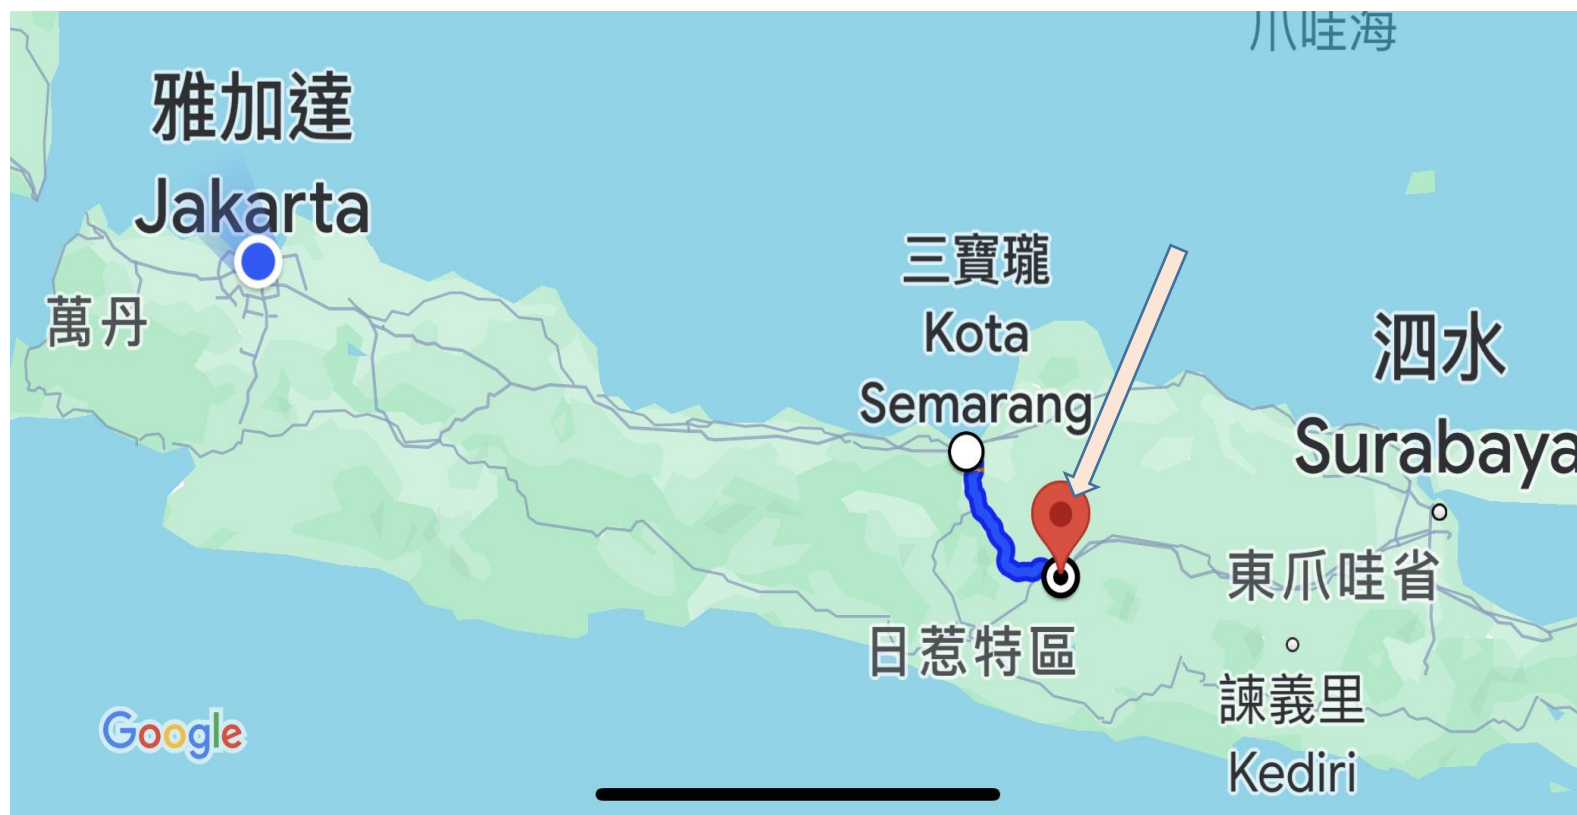 爪哇海
雅加達
Jakarta
萬丹
三寶瓏
Kota
Semarang
泗水
Surabaya
東爪哇省
日惹特區
諫義里
Kediri
Google